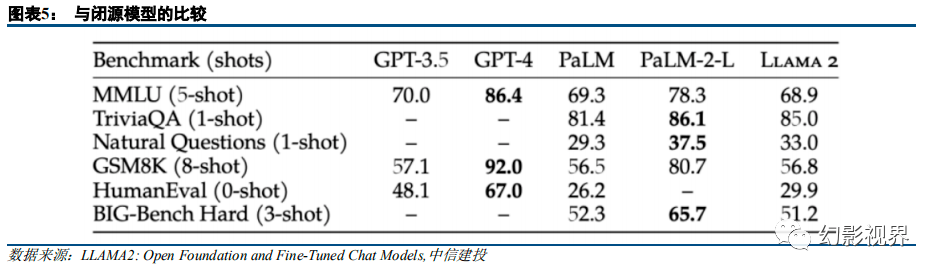 图表5： 与闭源模型的比较
Benchmark (shots) GPT-3.5 GPT-4 PaLM PaLM-2-L LLAMA 2
MMLU (5-shot) 70.0 86.4 69.3 78.3 68.9
TriviaQA (1-shot) – – 81.4 86.1 85.0
Natural Questions (1-shot) – – 29.3 37.5 33.0
GSM8K (8-shot) 57.1 92.0 56.5 80.7 56.8
HumanEval (0-shot) 48.1 67.0 26.2 – 29.9
BIG-Bench Hard (3-shot) – – 52.3 65.7 51.2
幻影视界
数据来源：LLAMA2: Open Foundation and Fine-Tuned Chat Models,中信建投